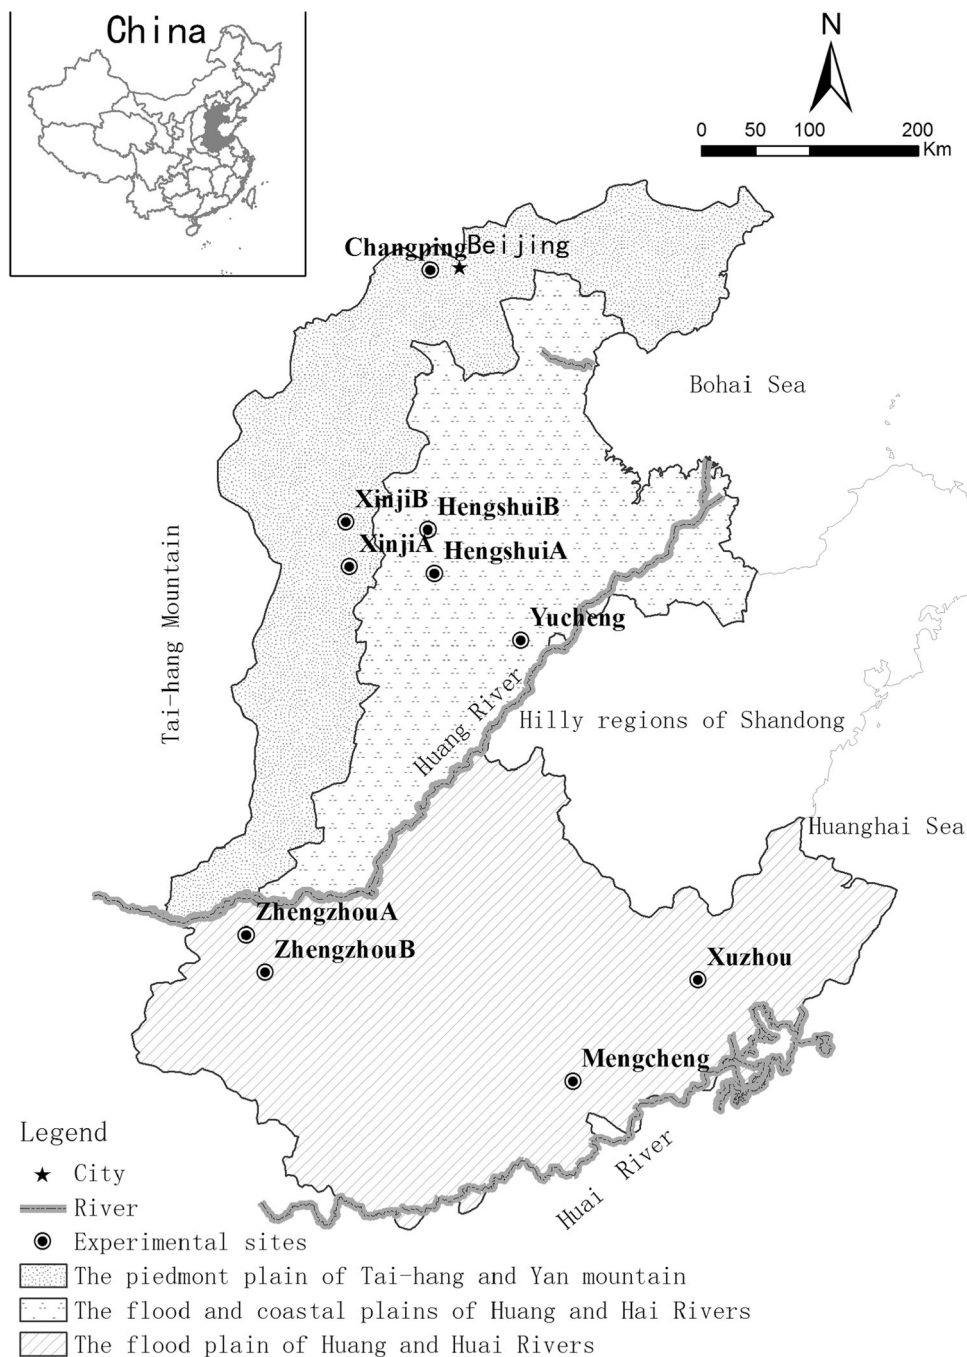 China
N
0 50 100 200
Km
Changping
Beijing
Bohai Sea
XinjiB
HengshuiB
XinjiA
HengshuiA
Tai-hang Mountain
Yucheng
Huang River
Hilly regions of Shandong
Huanghai Sea
ZhengzhouA
ZhengzhouB
Xuzhou
Mengcheng
Huai River
Legend
City
River
Experimental sites
The piedmont plain of Tai-hang and Yan mountain
The flood and coastal plains of Huang and Hai Rivers
The flood plain of Huang and Huai Rivers